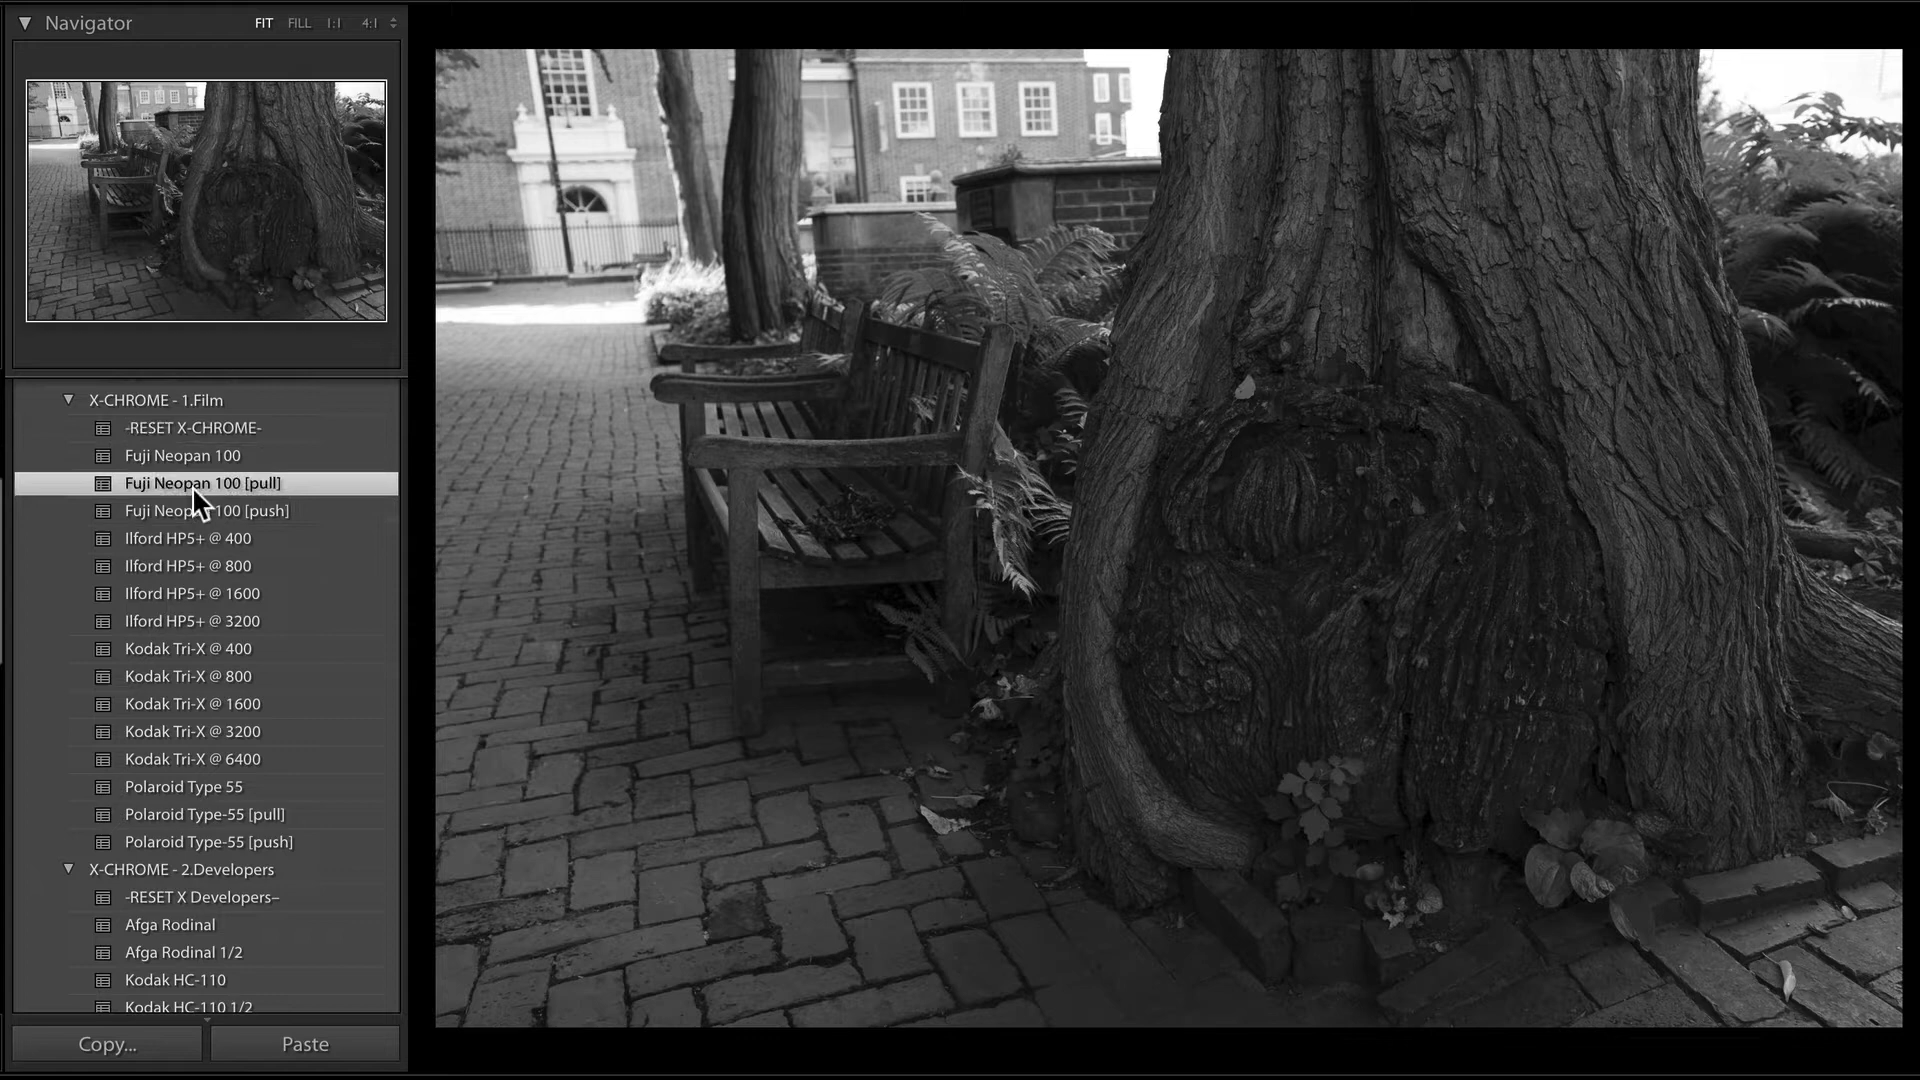 Navigator FIT FILL 1:1 4:1
X-CHROME - 1.Film
-RESET X-CHROME-
Fuji Neopan 100
Fuji Neopan 100 [pull]
Fuji Neopan 100 [push]
Ilford HP5+ @ 400
Ilford HP5+ @ 800
Ilford HP5+ @ 1600
Ilford HP5+ @ 3200
Kodak Tri-X @ 400
Kodak Tri-X @ 800
Kodak Tri-X @ 1600
Kodak Tri-X @ 3200
Kodak Tri-X @ 6400
Polaroid Type 55
Polaroid Type-55 [pull]
Polaroid Type-55 [push]
X-CHROME - 2.Developers
-RESET X Developers–
Afga Rodinal
Afga Rodinal 1/2
Kodak HC-110
Kodak HC-110 1/2
Copy... Paste